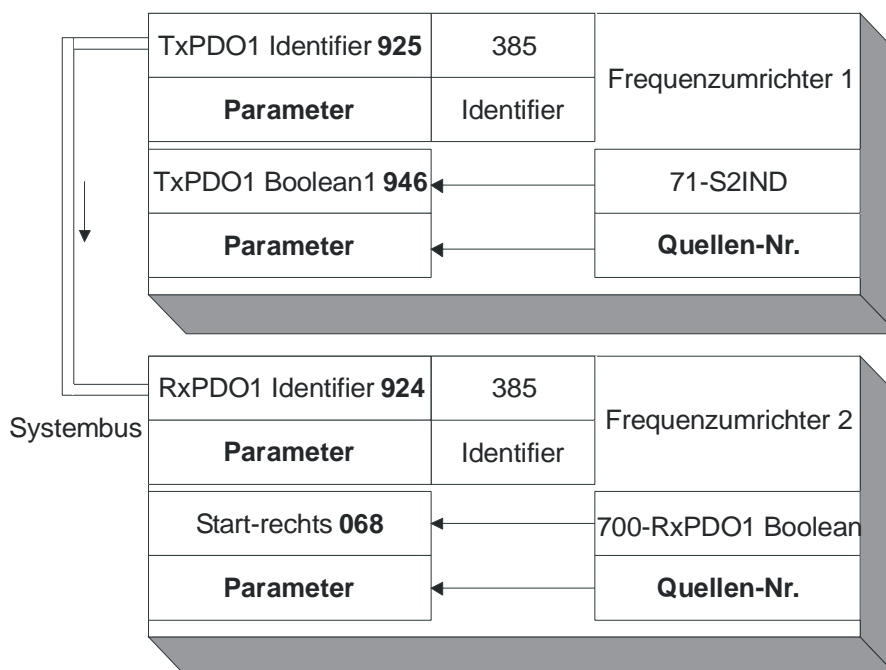 TxPDO1 Identifier 925
385
Frequenzumrichter 1
Parameter
Identifier
TxPDO1 Boolean1 946
71-S2IND
Parameter
Quellen-Nr.
RxPDO1 Identifier 924
385
Frequenzumrichter 2
Systembus
Parameter
Identifier
Start-rechts 068
700-RxPDO1 Boolean
Parameter
Quellen-Nr.